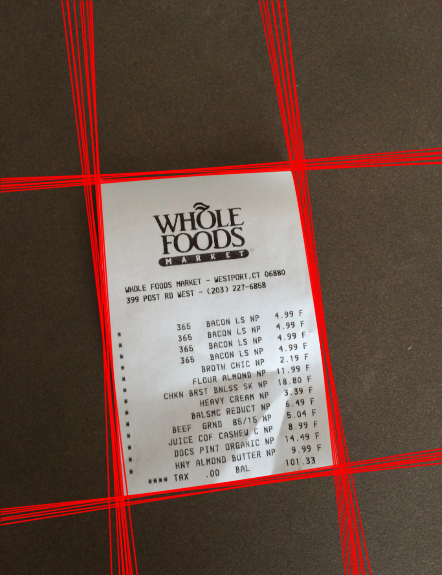 WHOLE
FOODS
MARKET
WHOLE FOODS MARKET - WESTPORT,CT 06880
399 POST RD WEST - (203) 227-6858
365 BACON LS NP 4.99 F
365 BACON LS NP 4.99 F
365 BACON LS NP 4.99 F
365 BACON LS NP 4.99 F
BROTH CHIC NP 2.19 F
FLOUR ALMOND NP 11.99 F
CHKN BRST BNLSS SK NP 18.80 F
HEAVY CREAM NP 3.39 F
BALSMC REDUCT NP 6.49 F
BEEF GRND 85/15 NP 5.04 F
JUICE COF CASHEW C NP 8.99 F
DOCS PINT ORGANIC NP 14.49 F
HNY ALMOND BUTTER NP 9.99 F
**** TAX .00 BAL 101.33